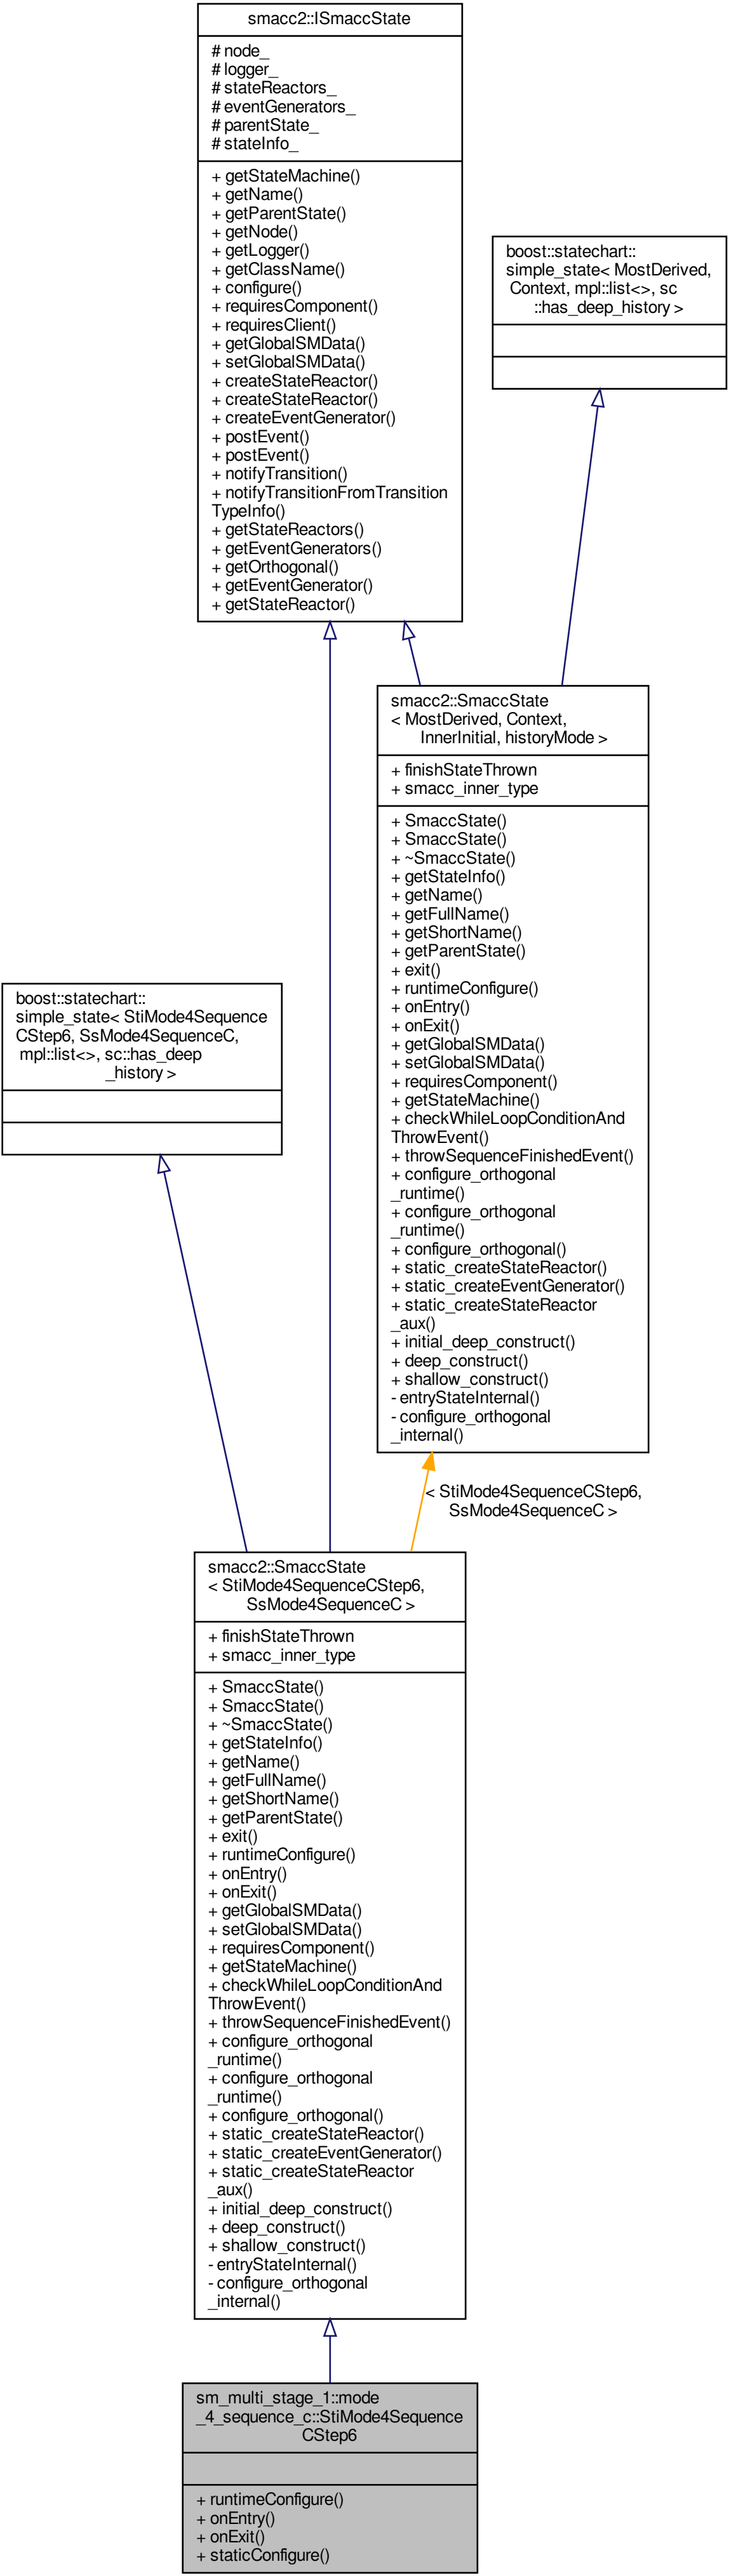 smacc2::ISmaccState
# node_
# logger_
# stateReactors_
# eventGenerators_
# parentState_
# stateInfo_
+ getStateMachine()
+ getName()
+ getParentState()
+ getNode()
+ getLogger()
+ getClassName()
+ configure()
+ requiresComponent()
+ requiresClient()
+ getGlobalSMData()
+ setGlobalSMData()
+ createStateReactor()
+ createStateReactor()
+ createEventGenerator()
+ postEvent()
+ postEvent()
+ notifyTransition()
+ notifyTransitionFromTransition
TypeInfo()
+ getStateReactors()
+ getEventGenerators()
+ getOrthogonal()
+ getEventGenerator()
+ getStateReactor()
boost::statechart::
simple_state< MostDerived,
Context, mpl::list<>, sc
::has_deep_history >
smacc2::SmaccState
< MostDerived, Context,
InnerInitial, historyMode >
+ finishStateThrown
+ smacc_inner_type
+ SmaccState()
+ SmaccState()
+ ~SmaccState()
+ getStateInfo()
+ getName()
+ getFullName()
+ getShortName()
+ getParentState()
+ exit()
+ runtimeConfigure()
+ onEntry()
+ onExit()
+ getGlobalSMData()
+ setGlobalSMData()
+ requiresComponent()
+ getStateMachine()
+ checkWhileLoopConditionAnd
ThrowEvent()
+ throwSequenceFinishedEvent()
+ configure_orthogonal
_runtime()
+ configure_orthogonal
_runtime()
+ configure_orthogonal()
+ static_createStateReactor()
+ static_createEventGenerator()
+ static_createStateReactor
_aux()
+ initial_deep_construct()
+ deep_construct()
+ shallow_construct()
- entryStateInternal()
- configure_orthogonal
_internal()
boost::statechart::
simple_state< StiMode4Sequence
CStep6, SsMode4SequenceC,
mpl::list<>, sc::has_deep
_history >
< StiMode4SequenceCStep6,
SsMode4SequenceC >
smacc2::SmaccState
< StiMode4SequenceCStep6,
SsMode4SequenceC >
+ finishStateThrown
+ smacc_inner_type
+ SmaccState()
+ SmaccState()
+ ~SmaccState()
+ getStateInfo()
+ getName()
+ getFullName()
+ getShortName()
+ getParentState()
+ exit()
+ runtimeConfigure()
+ onEntry()
+ onExit()
+ getGlobalSMData()
+ setGlobalSMData()
+ requiresComponent()
+ getStateMachine()
+ checkWhileLoopConditionAnd
ThrowEvent()
+ throwSequenceFinishedEvent()
+ configure_orthogonal
_runtime()
+ configure_orthogonal
_runtime()
+ configure_orthogonal()
+ static_createStateReactor()
+ static_createEventGenerator()
+ static_createStateReactor
_aux()
+ initial_deep_construct()
+ deep_construct()
+ shallow_construct()
- entryStateInternal()
- configure_orthogonal
_internal()
sm_multi_stage_1::mode
_4_sequence_c::StiMode4Sequence
CStep6
+ runtimeConfigure()
+ onEntry()
+ onExit()
+ staticConfigure()